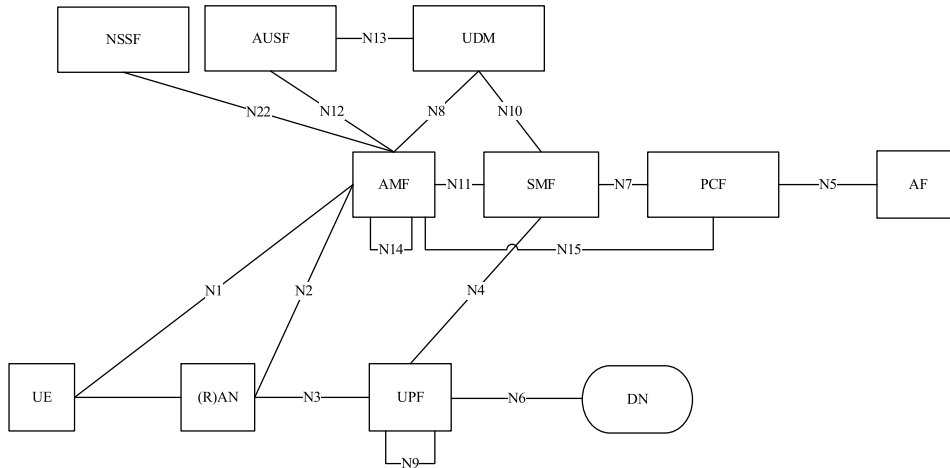 NSSF
AUSF
N13
UDM
N22
N12
N8
N10
AMF
N11
SMF
N7
PCF
N5
AF
N14
N15
N1
N2
N4
UE
(R)AN
N3
UPF
N6
DN
N9